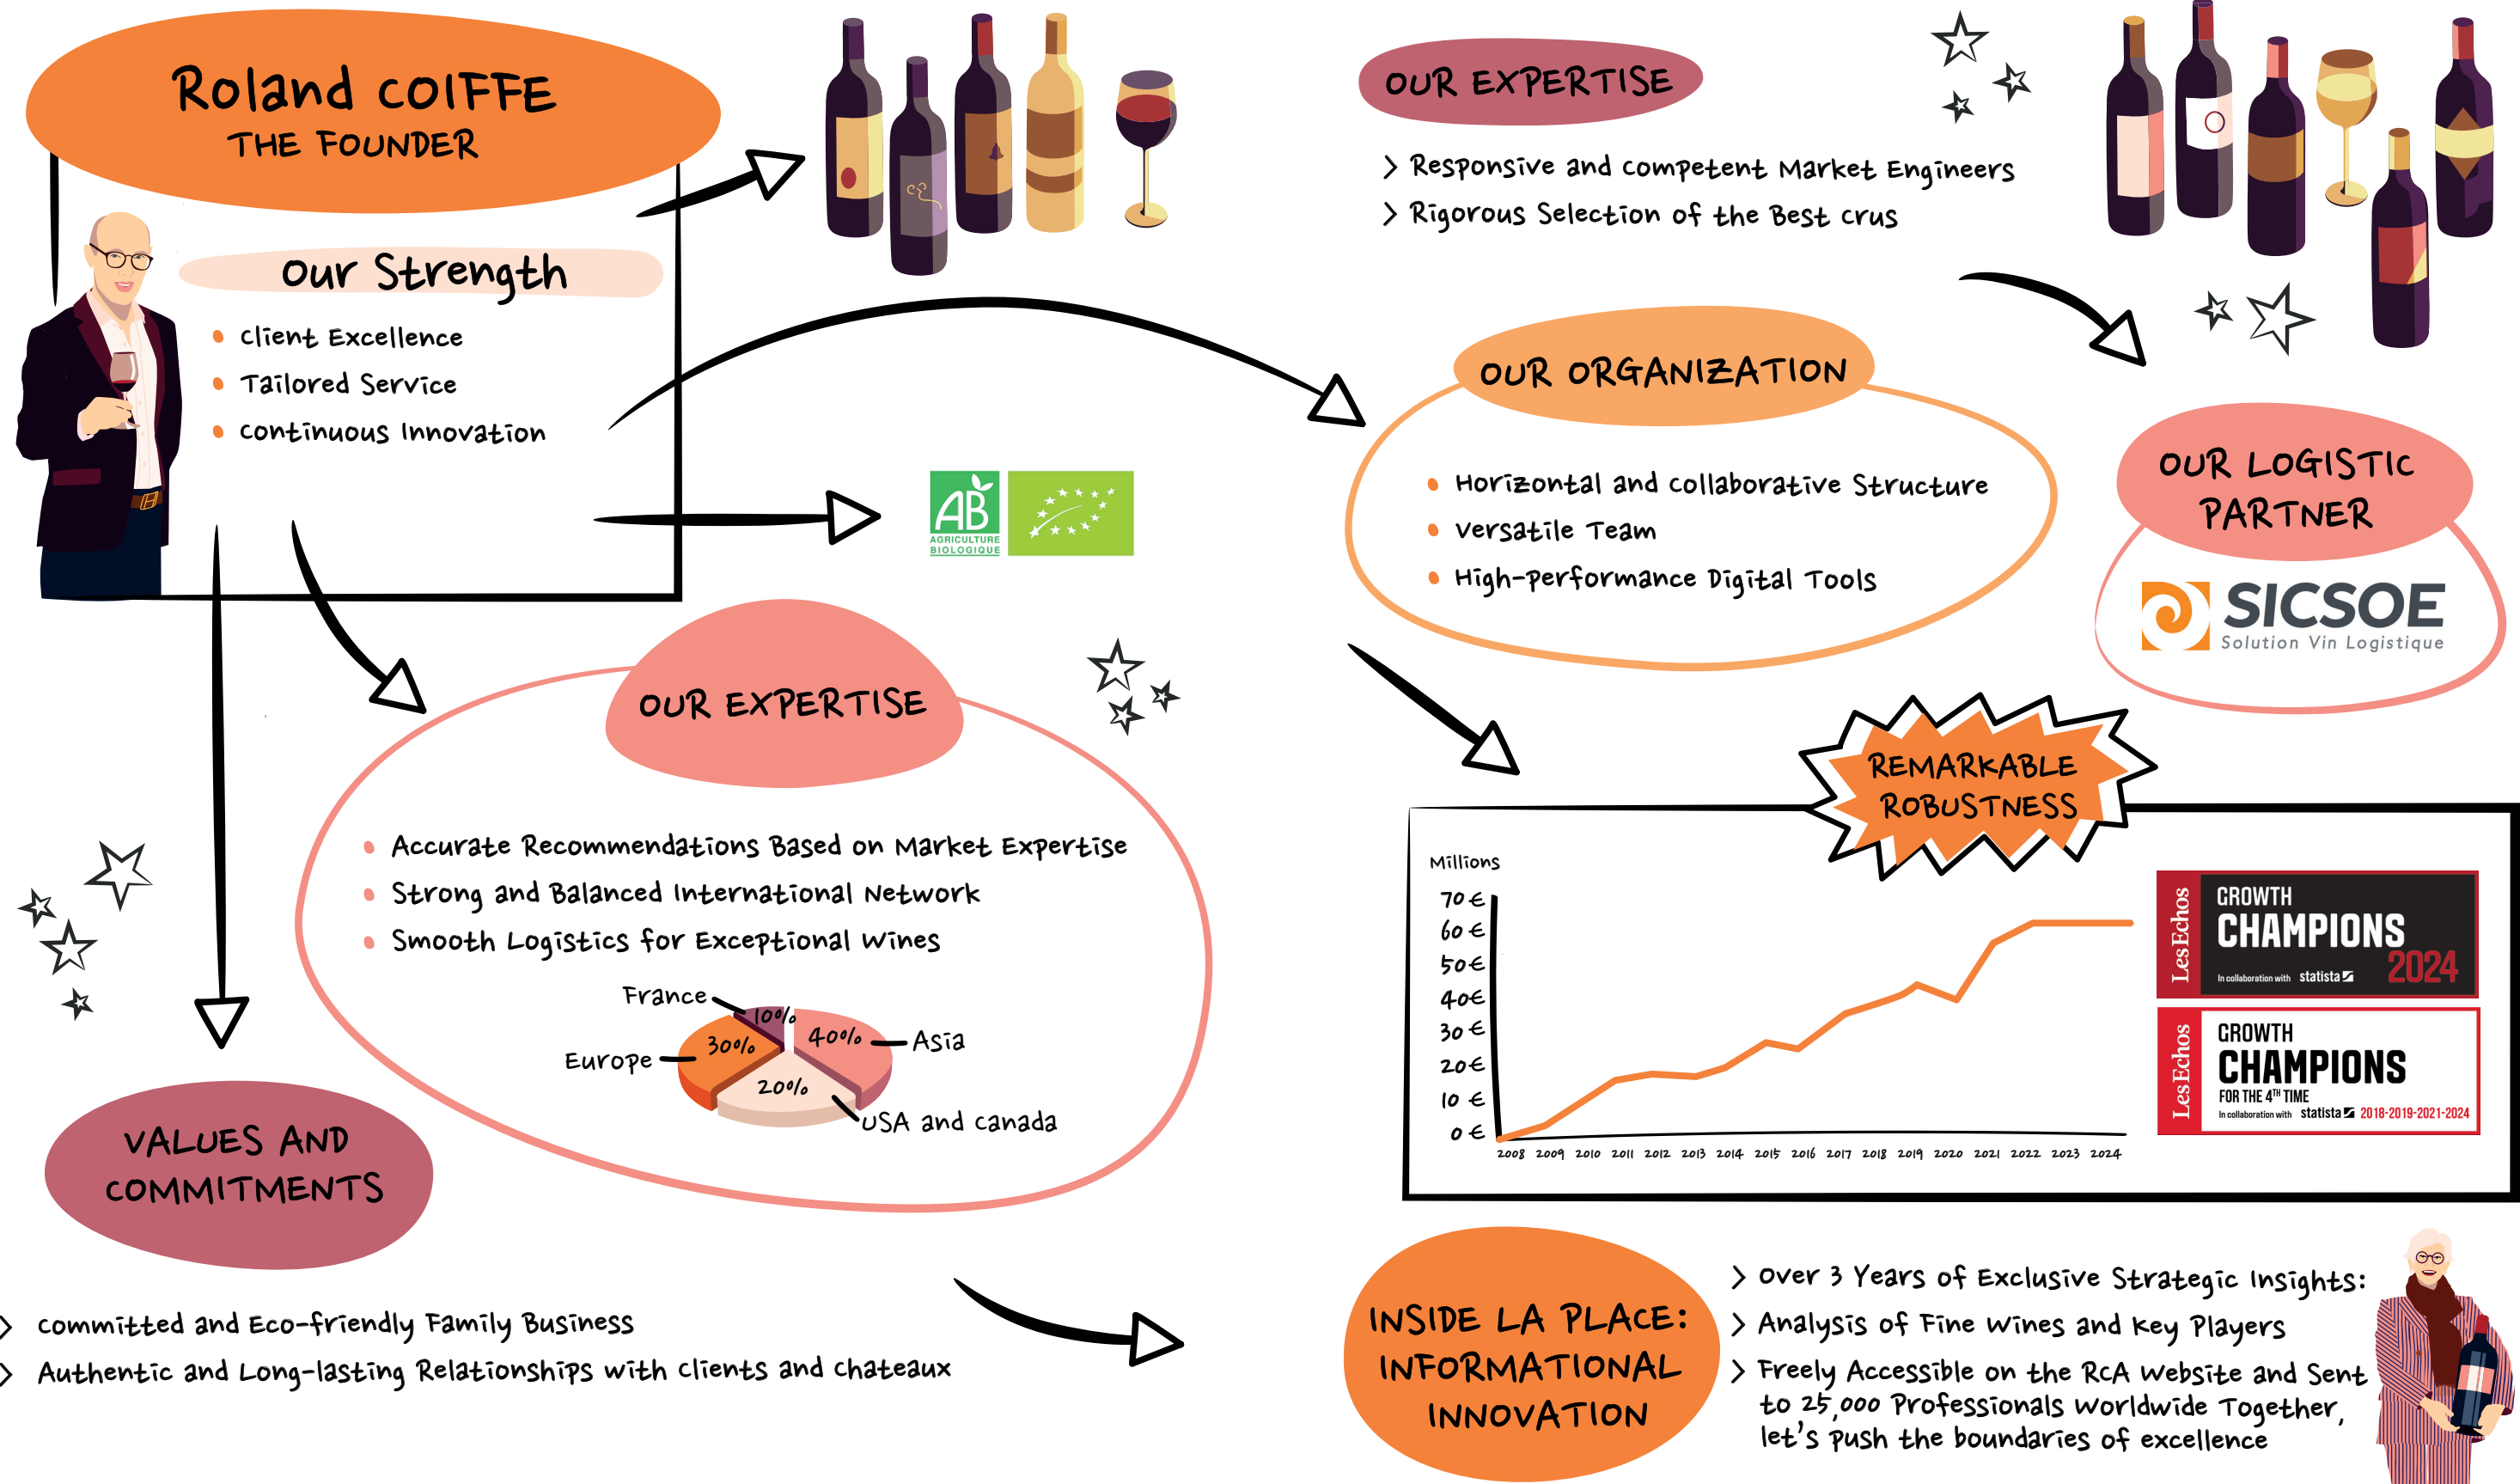 Roland COIFFE
THE FOUNDER
Our Strength
Client Excellence
Tailored Service
Continuous Innovation
OUR EXPERTISE
Responsive and Competent Market Engineers
Rigorous Selection of the Best Crus
OUR ORGANIZATION
Horizontal and Collaborative Structure
Versatile Team
High-performance Digital Tools
OUR LOGISTIC
PARTNER
SICSOE
Solution Vin Logistique
AB
AGRICULTURE
BIOLOGIQUE
OUR EXPERTISE
Accurate Recommendations Based on Market Expertise
Strong and Balanced International Network
Smooth Logistics for Exceptional Wines
France
10%
Europe
30%
40%
Asia
20%
USA and Canada
REMARKABLE
ROBUSTNESS
Millions
70 €
60 €
50 €
40 €
30 €
20 €
10 €
0 €
2008 2009 2010 2011 2012 2013 2014 2015 2016 2017 2018 2019 2020 2021 2022 2023 2024
Les Echos
GROWTH
CHAMPIONS
2024
In collaboration with statista
Les Echos
GROWTH
CHAMPIONS
FOR THE 4TH TIME
In collaboration with statista 2018-2019-2021-2024
VALUES AND
COMMITMENTS
Committed and Eco-friendly Family Business
Authentic and Long-lasting Relationships with Clients and Chateaux
INSIDE LA PLACE:
INFORMATIONAL
INNOVATION
Over 3 Years of Exclusive Strategic Insights:
Analysis of Fine Wines and Key Players
Freely Accessible on the RCA Website and Sent
to 25,000 Professionals Worldwide Together,
let's push the boundaries of excellence